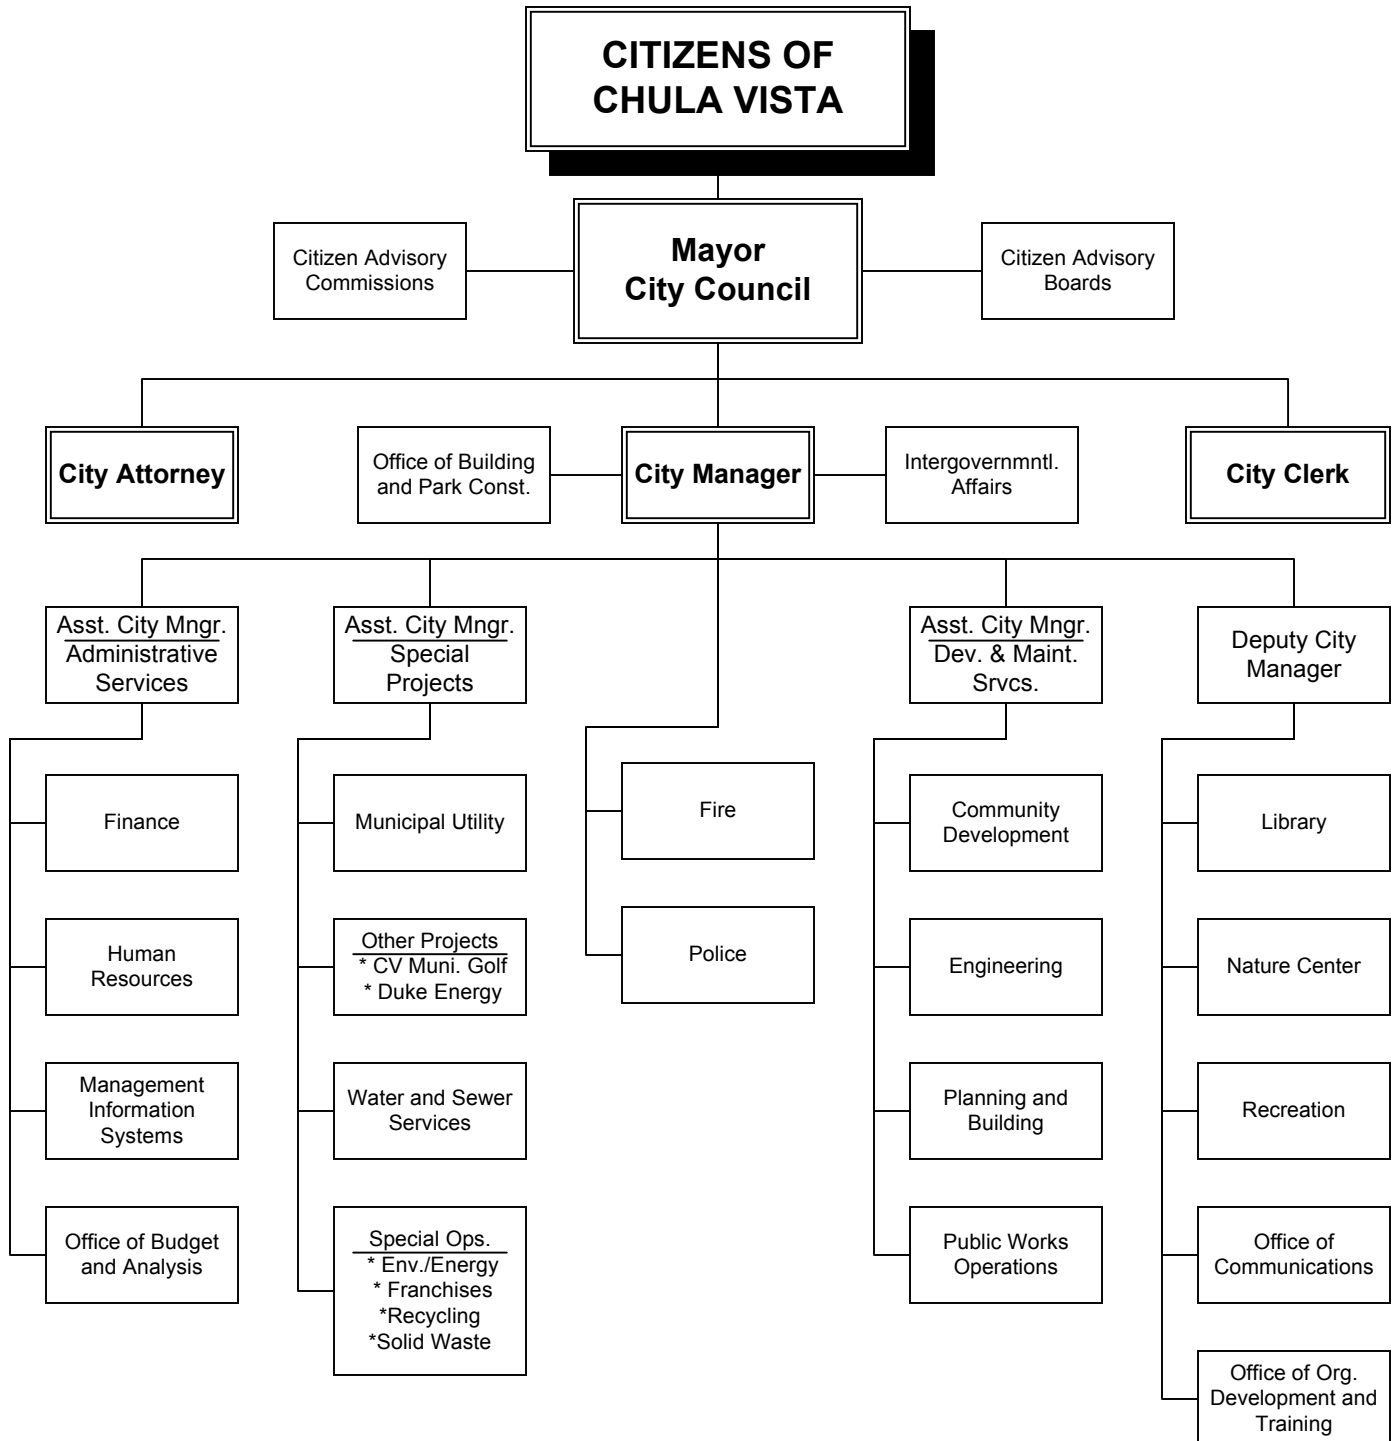 CITIZENS OF
CHULA VISTA
Citizen Advisory
Commissions
Mayor
City Council
Citizen Advisory
Boards
City Attorney
Office of Building
and Park Const.
City Manager
Intergovernmntl.
Affairs
City Clerk
Asst. City Mngr.
Administrative
Services
Asst. City Mngr.
Special
Projects
Asst. City Mngr.
Dev. & Maint.
Srvcs.
Deputy City
Manager
Finance
Municipal Utility
Fire
Community
Development
Library
Human
Resources
Other Projects
* CV Muni. Golf
* Duke Energy
Police
Engineering
Nature Center
Management
Information
Systems
Water and Sewer
Services
Planning and
Building
Recreation
Office of Budget
and Analysis
Special Ops.
* Env./Energy
* Franchises
*Recycling
*Solid Waste
Public Works
Operations
Office of
Communications
Office of Org.
Development and
Training